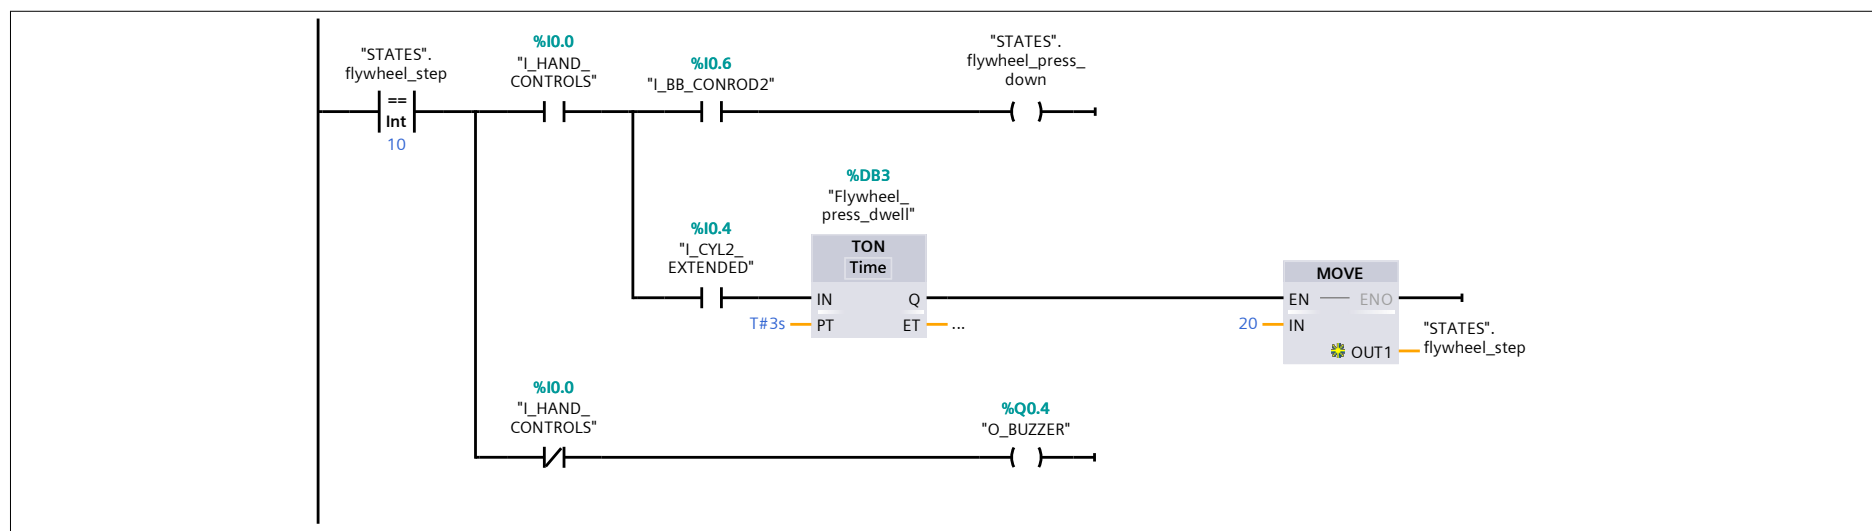 "STATES".
flywheel_step
==
Int
10
%I0.0
"I_HAND_
CONTROLS"
%I0.6
"I_BB_CONROD2"
"STATES".
flywheel_press_
down
%DB3
"Flywheel_
press_dwell"
%I0.4
"I_CYL2_
EXTENDED"
TON
Time
IN Q
T#3s PT ET ...
MOVE
EN ENO
20 IN
OUT1
"STATES".
flywheel_step
%I0.0
"I_HAND_
CONTROLS"
%Q0.4
"O_BUZZER"